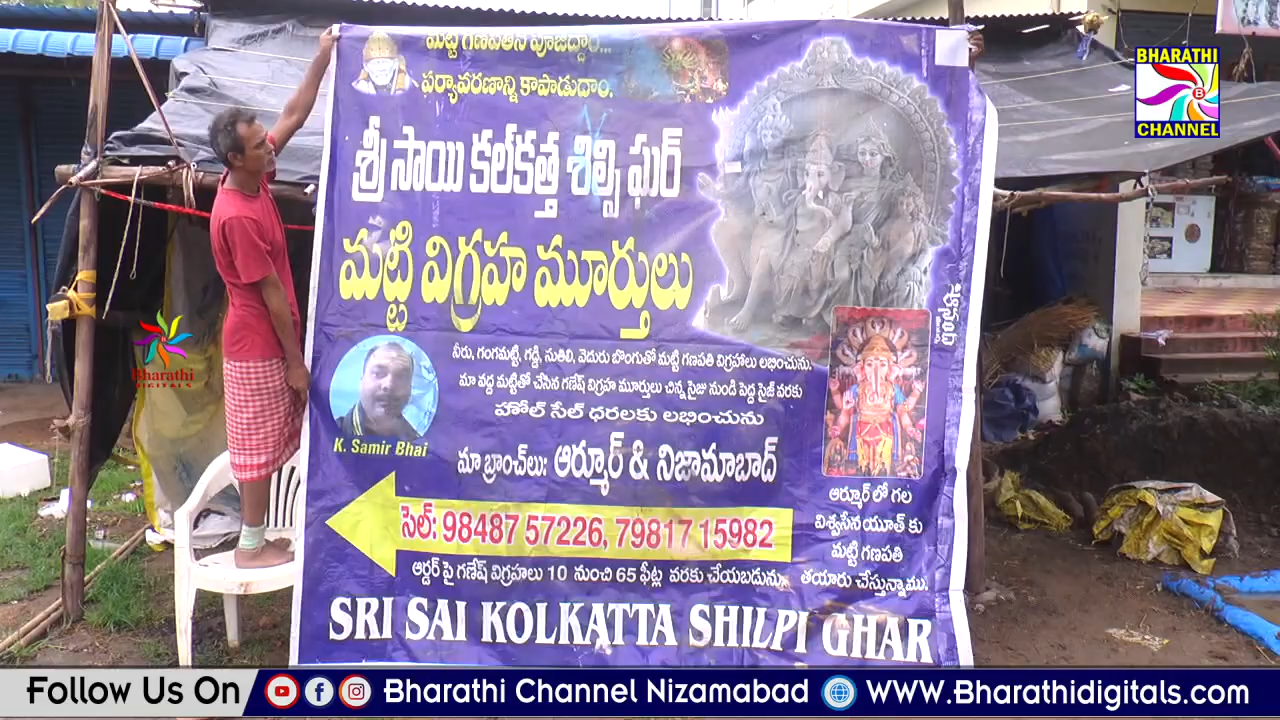 మట్టి గణపతిని పూజిద్దాం...
పర్యావరణాన్ని కాపాడుదాం.
శ్రీ సాయి కలకత్త శిల్పి ఘర్
మట్టి విగ్రహ మూర్తులు
నీరు, గంగమట్టి, గడ్డి, సుతిలి, వెదురు బొంగుతో మట్టి గణపతి విగ్రహాలు లభించును.
మా వద్ద మట్టితో చేసిన గణేష్ విగ్రహ మూర్తులు చిన్న సైజు నుండి పెద్ద సైజ్ వరకు
హోల్ సేల్ ధరలకు లభించును
K. Samir Bhai
మా బ్రాంచ్‌లు: ఆర్మూర్ & నిజామాబాద్
సెల్: 98487 57226, 79817 15982
ఆర్డర్ పై గణేష్ విగ్రహాలు 10 నుంచి 65 ఫీట్ల వరకు చేయబడును.
ఆర్మూర్ లో గల
విశ్వసేన యూత్ కు
మట్టి గణపతి
తయారు చేస్తున్నాము.
SRI SAI KOLKATTA SHILPI GHAR
BHARATHI
B
CHANNEL
Bharathi
DIGITALS
Follow Us On
Bharathi Channel Nizamabad
WWW.Bharathidigitals.com